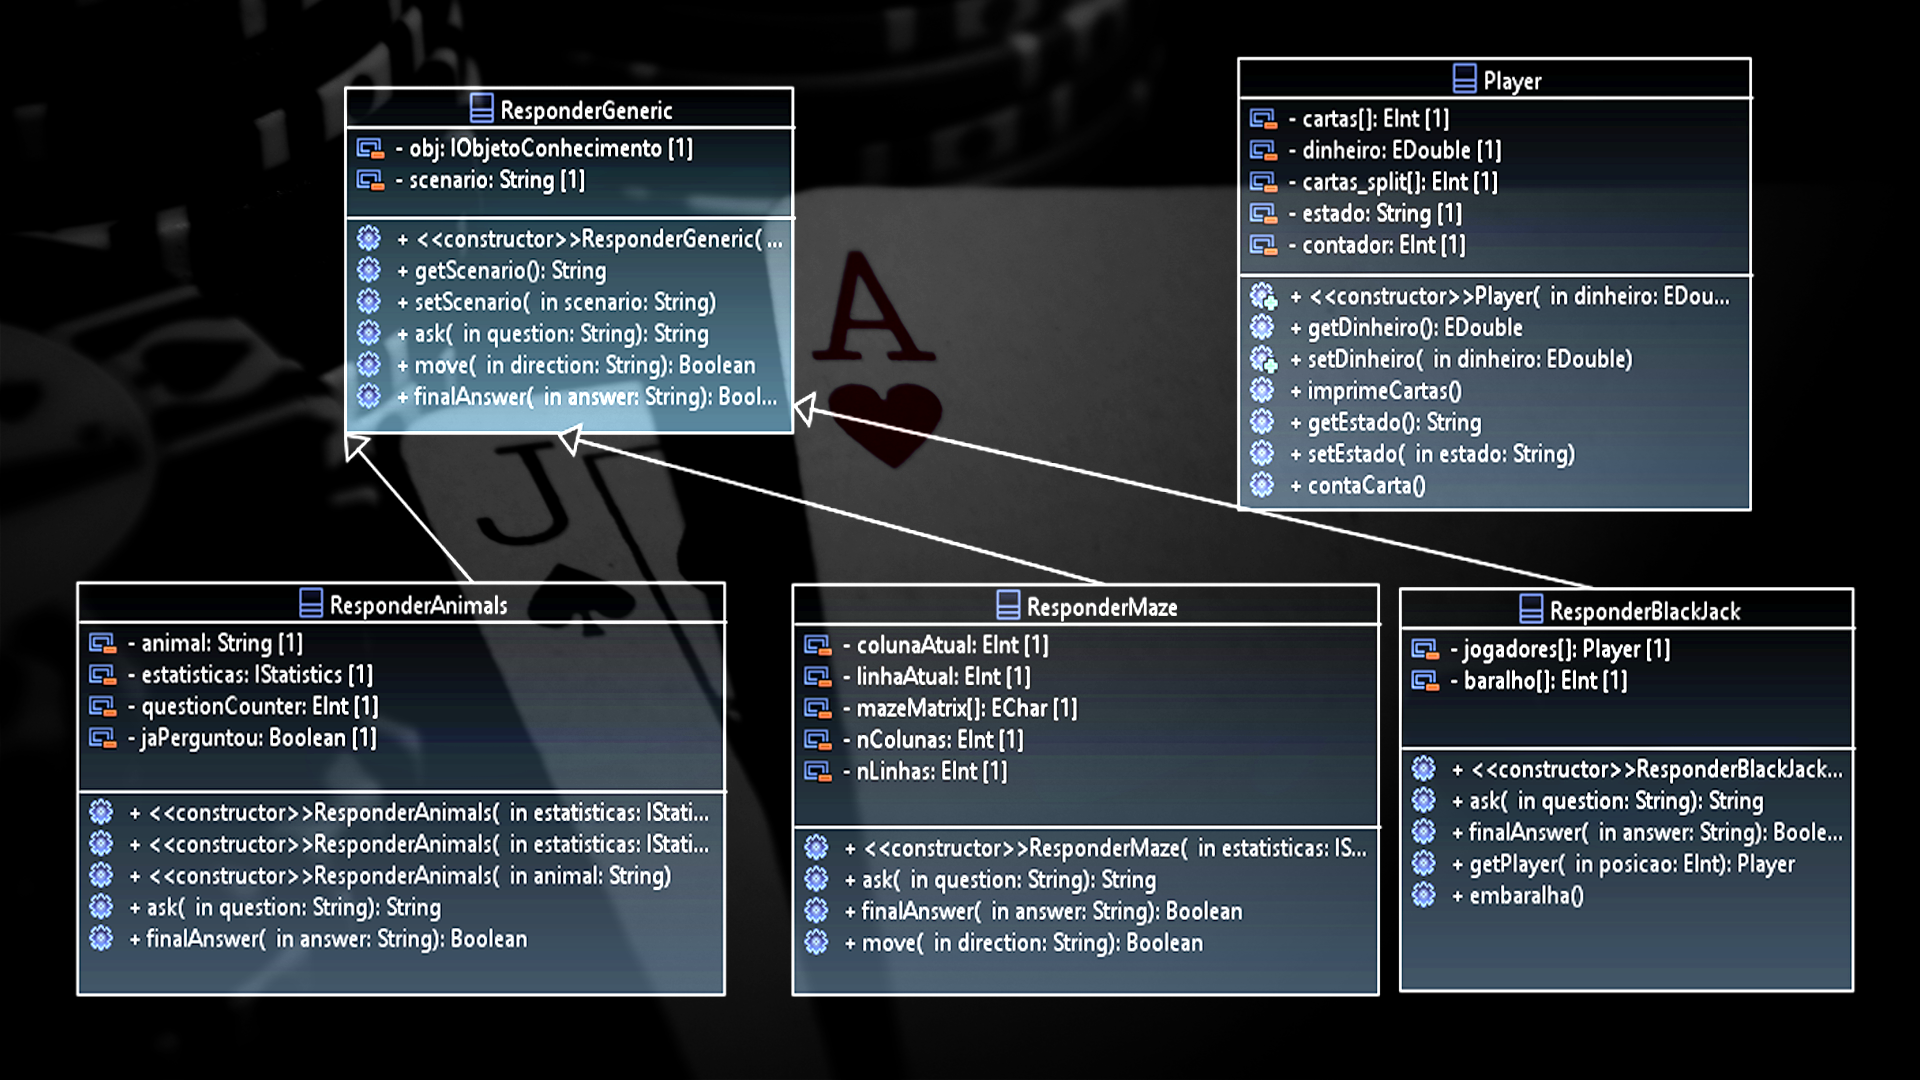 ResponderGeneric
- obj: IObjetoConhecimento [1]
- scenario: String [1]
+ <<constructor>>ResponderGeneric( ...
+ getScenario(): String
+ setScenario( in scenario: String)
+ ask( in question: String): String
+ move( in direction: String): Boolean
+ finalAnswer( in answer: String): Bool...
Player
- cartas[]: EInt [1]
- dinheiro: EDouble [1]
- cartas_split[]: EInt [1]
- estado: String [1]
- contador: EInt [1]
+ <<constructor>>Player( in dinheiro: EDou...
+ getDinheiro(): EDouble
+ setDinheiro( in dinheiro: EDouble)
+ imprimeCartas()
+ getEstado(): String
+ setEstado( in estado: String)
+ contaCarta()
A
J
ResponderAnimals
- animal: String [1]
- estatisticas: IStatistics [1]
- questionCounter: EInt [1]
- jaPerguntou: Boolean [1]
+ <<constructor>>ResponderAnimals( in estatisticas: IStati...
+ <<constructor>>ResponderAnimals( in estatisticas: IStati...
+ <<constructor>>ResponderAnimals( in animal: String)
+ ask( in question: String): String
+ finalAnswer( in answer: String): Boolean
ResponderMaze
- colunaAtual: EInt [1]
- linhaAtual: EInt [1]
- mazeMatrix[]: EChar [1]
- nColunas: EInt [1]
- nLinhas: EInt [1]
+ <<constructor>>ResponderMaze( in estatisticas: IS...
+ ask( in question: String): String
+ finalAnswer( in answer: String): Boolean
+ move( in direction: String): Boolean
ResponderBlackJack
- jogadores[]: Player [1]
- baralho[]: EInt [1]
+ <<constructor>>ResponderBlackJack...
+ ask( in question: String): String
+ finalAnswer( in answer: String): Boole...
+ getPlayer( in posicao: EInt): Player
+ embaralha()